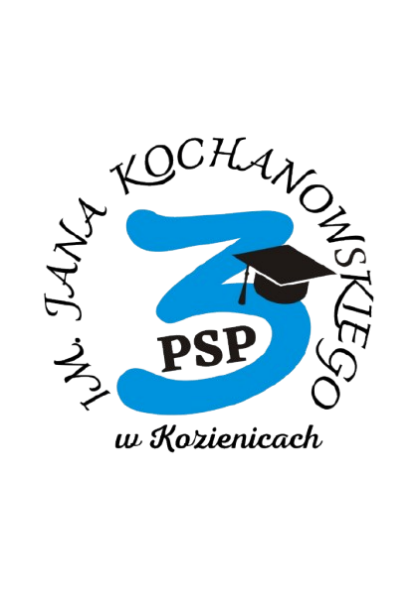 IM. JANA KOCHANOWSKIEGO
3
PSP
w Kozienicach